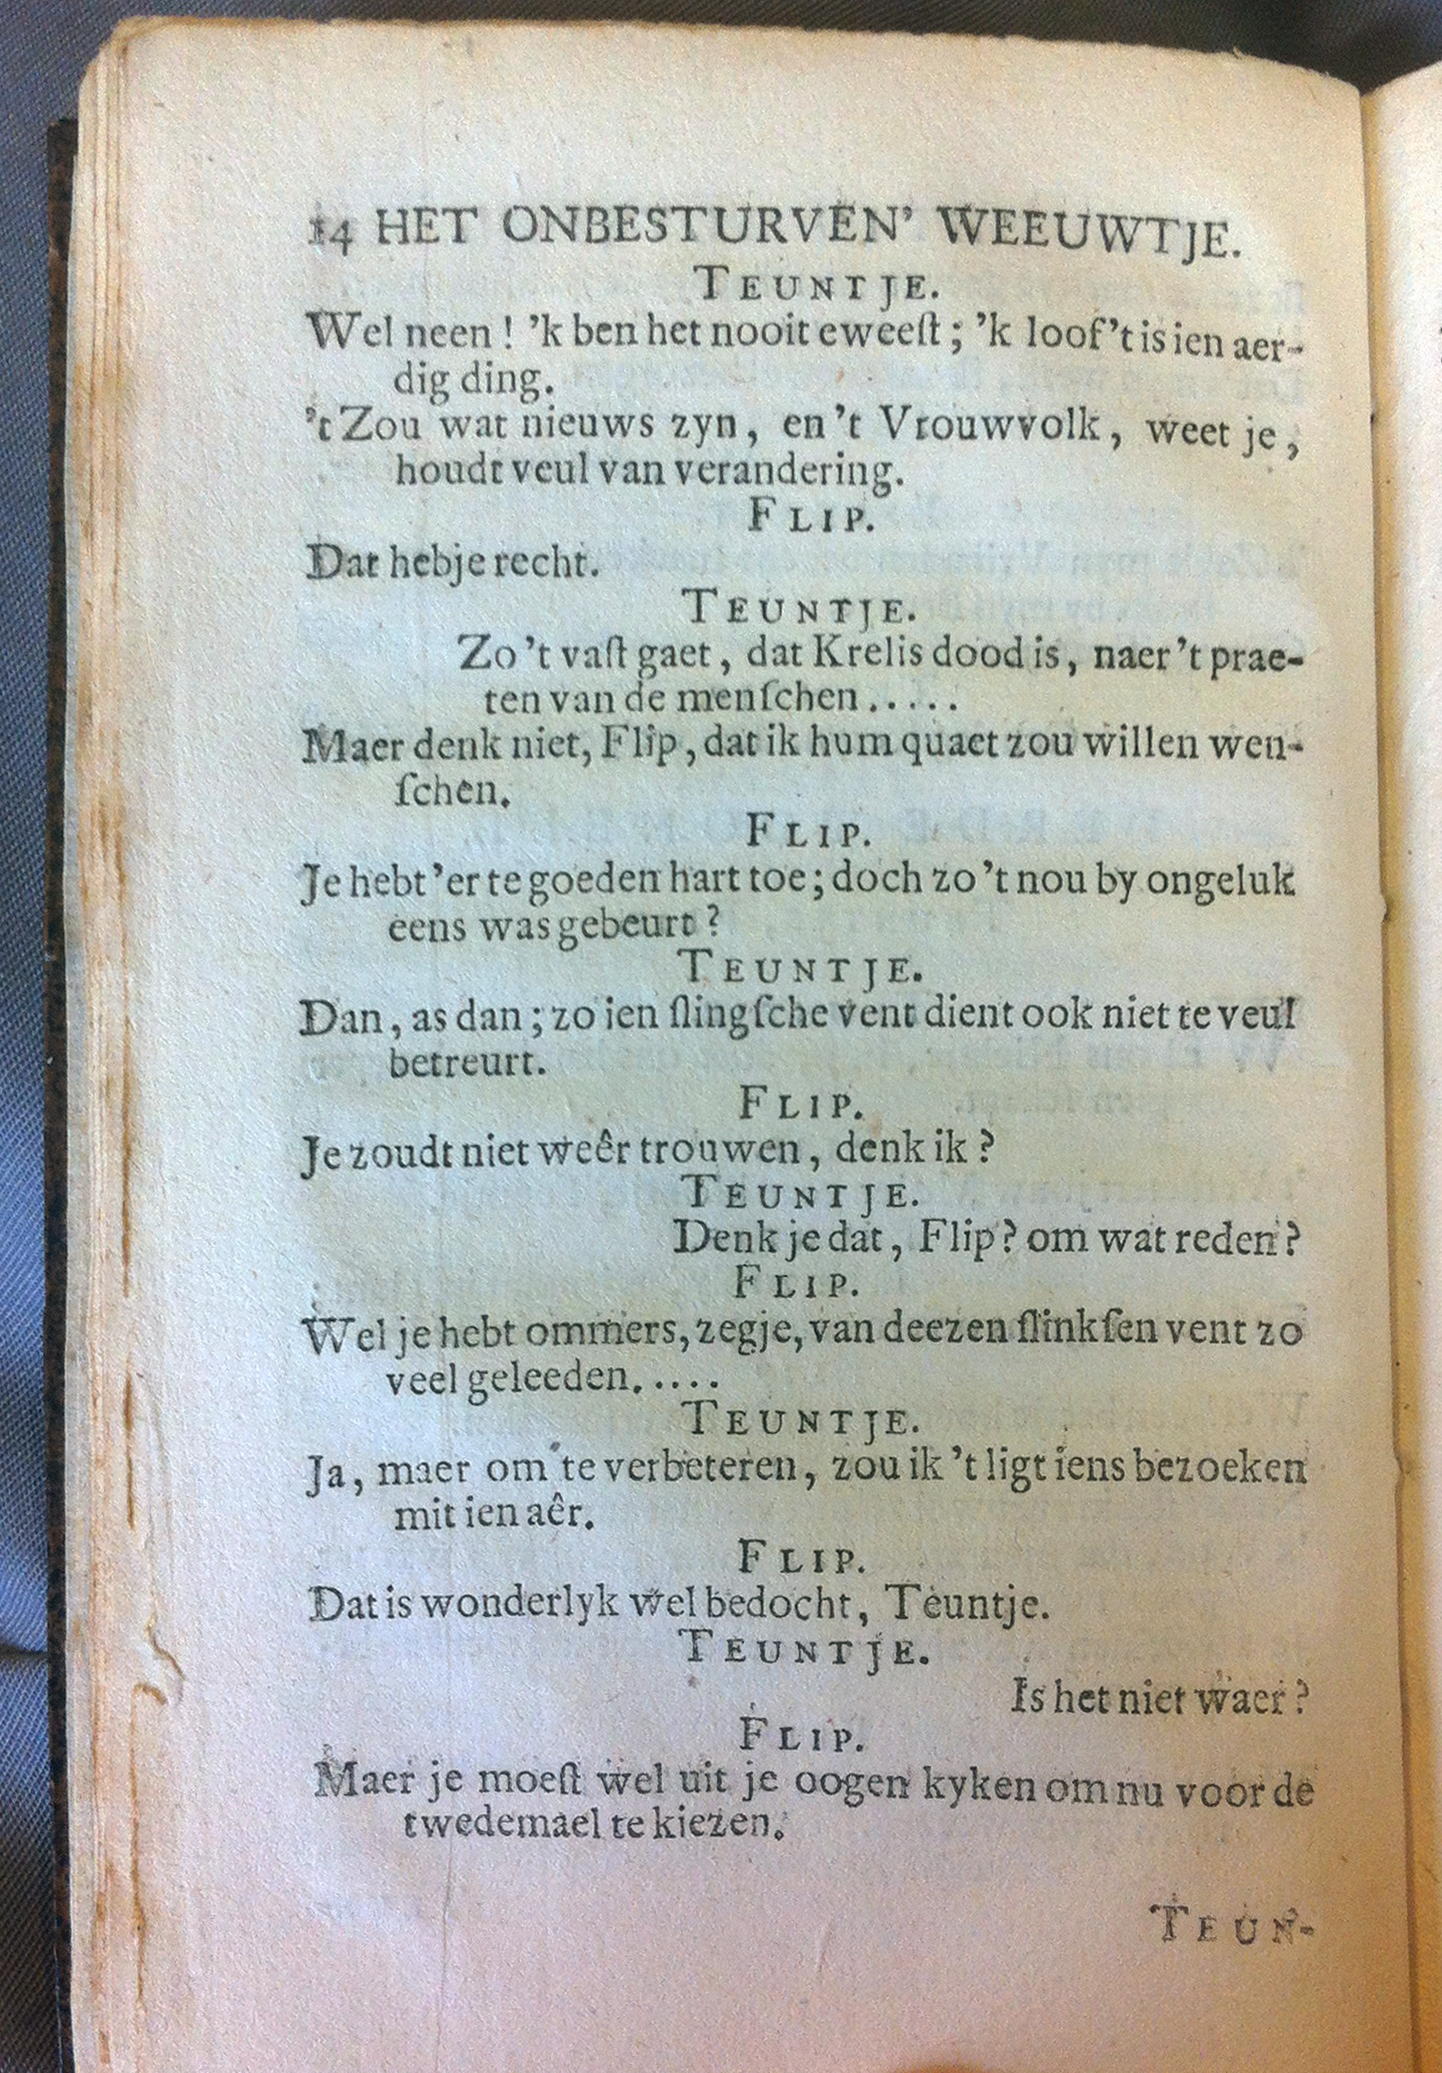 14 HET ONBESTURVEN' WEEUWTJE.
TEUNTJE.
Wel neen! 'k ben het nooit eweeſt; 'k loof 't is ien aer-
dig ding.
't Zou wat nieuws zyn, en 't Vrouwvolk, weet je,
houdt veul van verandering.
FLIP.
Dat hebje recht.
TEUNTJE.
Zo 't vaſt gaet, dat Krelis dood is, naer 't prae-
ten van de menſchen.....
Maer denk niet, Flip, dat ik hum quaet zou willen wen-
ſchen.
FLIP.
Je hebt 'er te goeden hart toe; doch zo 't nou by ongeluk
eens was gebeurt?
TEUNTJE.
Dan, as dan; zo ien ſlingſche vent dient ook niet te veul
betreurt.
FLIP.
Je zoudt niet weêr trouwen, denk ik?
TEUNTJE.
Denk je dat, Flip? om wat reden?
FLIP.
Wel je hebt ommers, zegje, van deezen ſlinkſen vent zo
veel geleeden.....
TEUNTJE.
Ja, maer om te verbeteren, zou ik 't ligt iens bezoeken
mit ien aêr.
FLIP.
Dat is wonderlyk wel bedocht, Teuntje.
TEUNTJE.
Is het niet waer?
FLIP.
Maer je moeſt wel uit je oogen kyken om nu voor de
twedemael te kiezen.
TEUN-